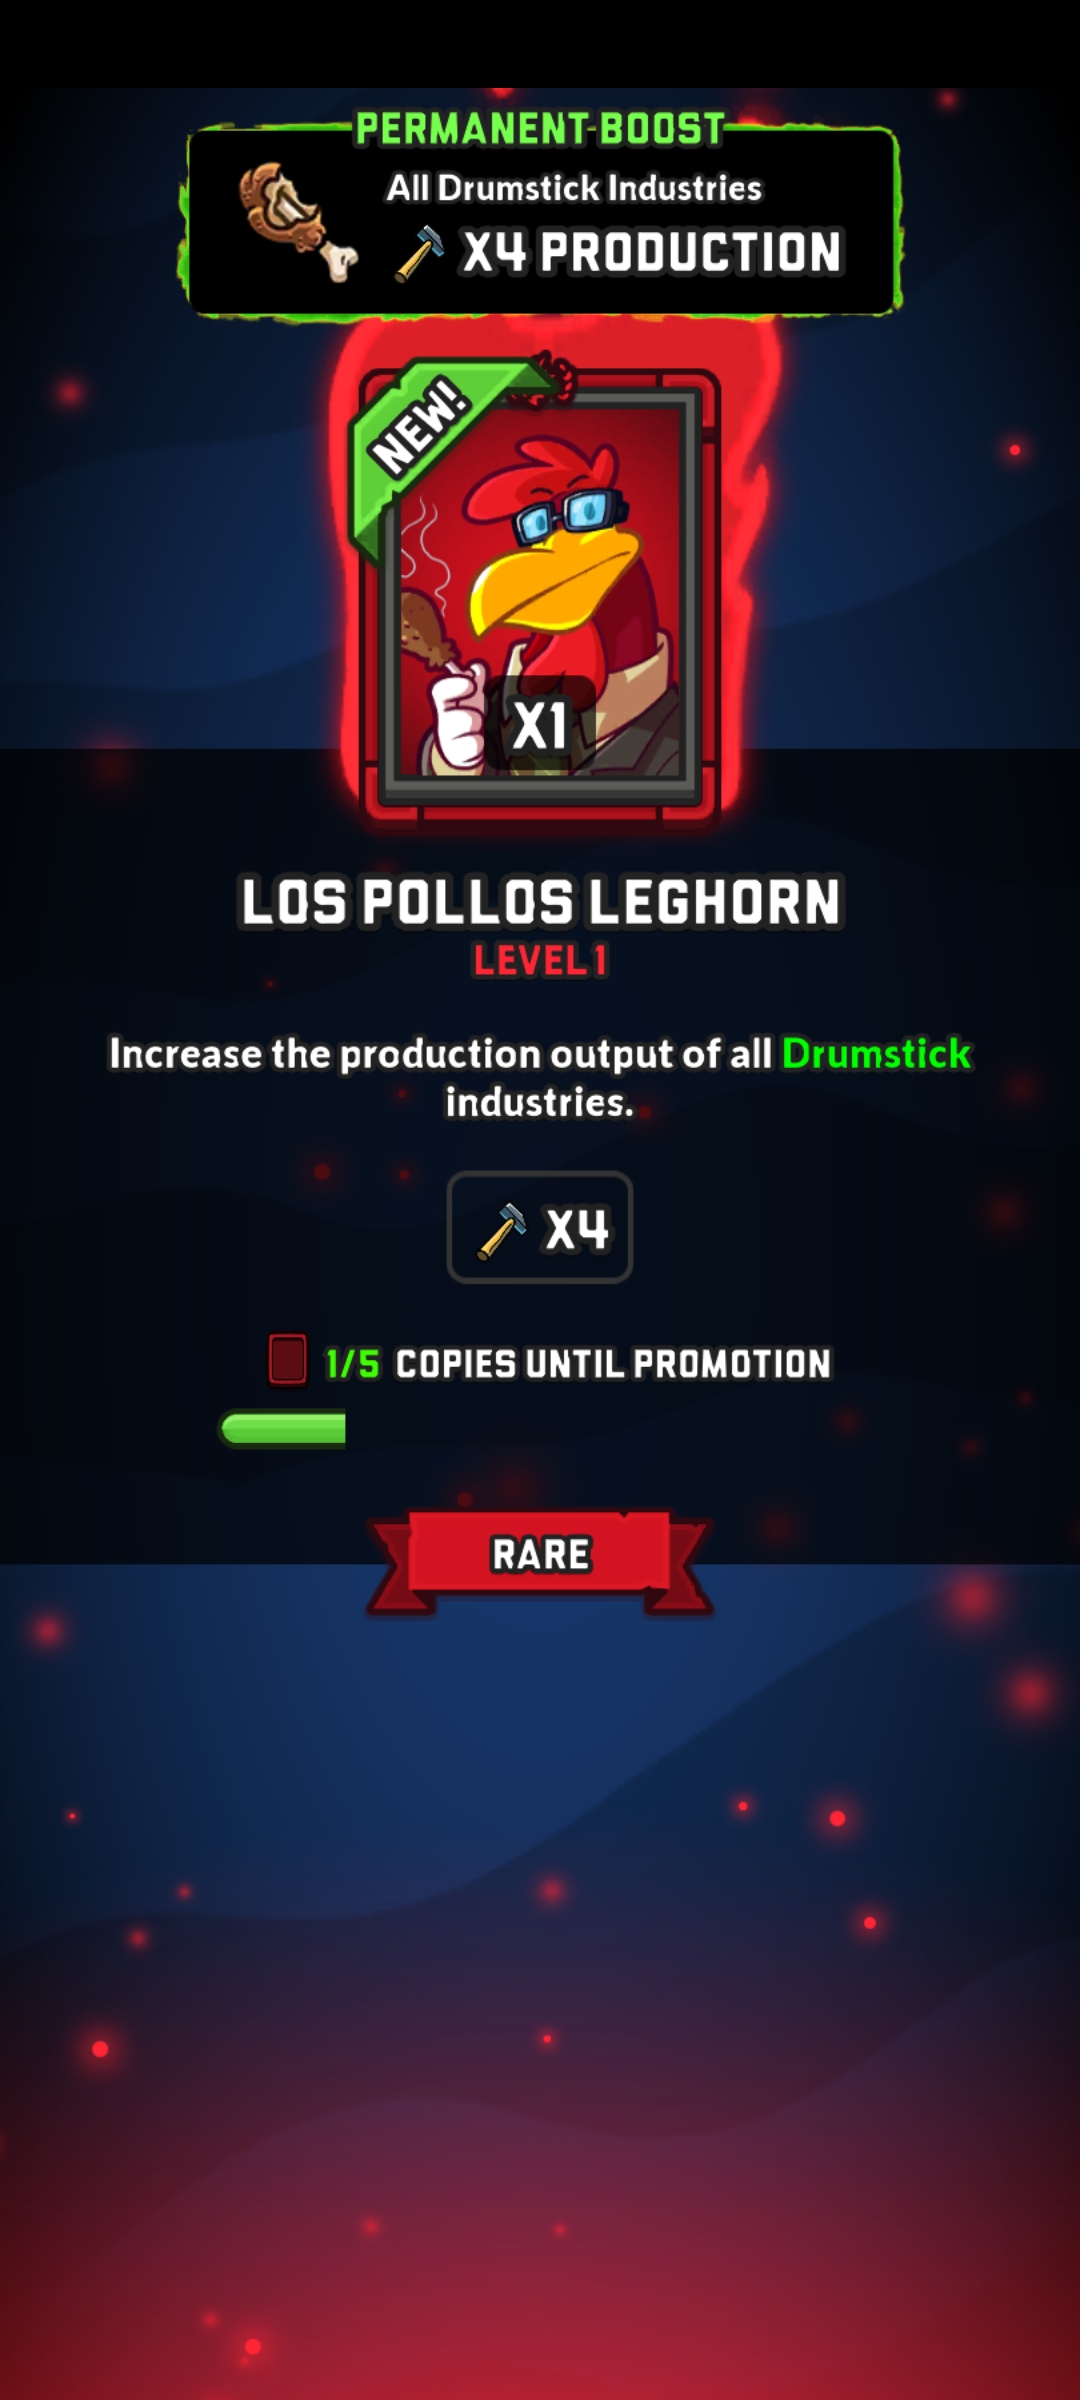 PERMANENT BOOST
All Drumstick Industries
X4 PRODUCTION
NEW!
X1
LOS POLLOS LEGHORN
LEVEL 1
Increase the production output of all Drumstick
industries.
X4
1/5 COPIES UNTIL PROMOTION
RARE